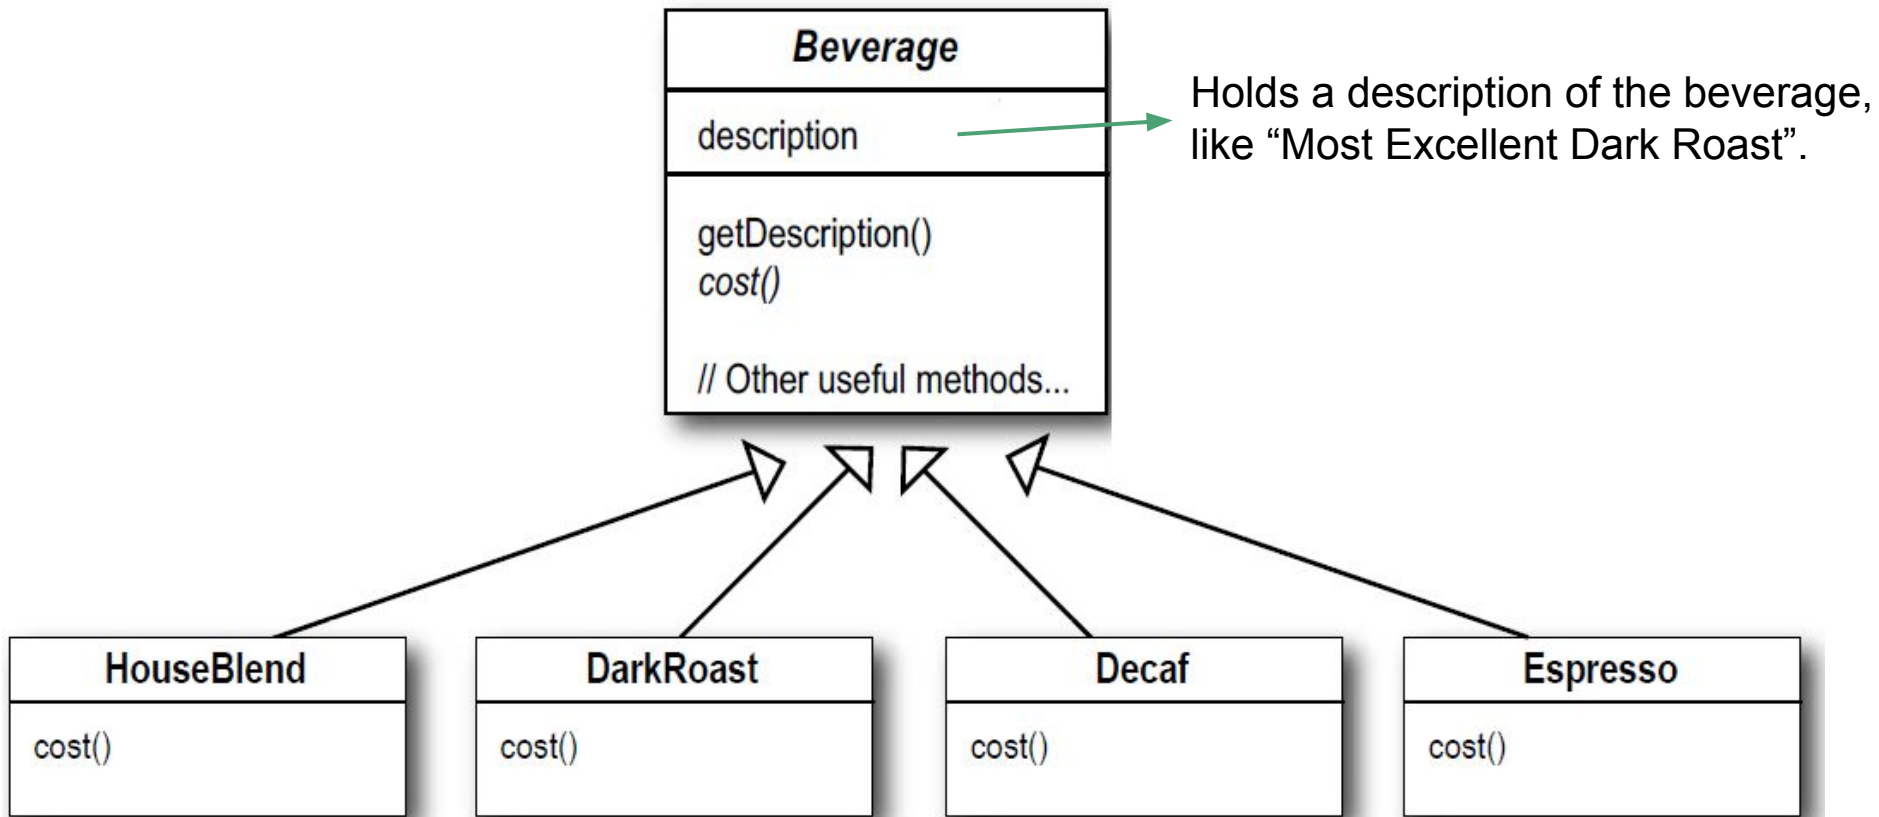 Beverage
description
Holds a description of the beverage,
like “Most Excellent Dark Roast”.
getDescription()
cost()
// Other useful methods...
HouseBlend
cost()
DarkRoast
cost()
Decaf
cost()
Espresso
cost()